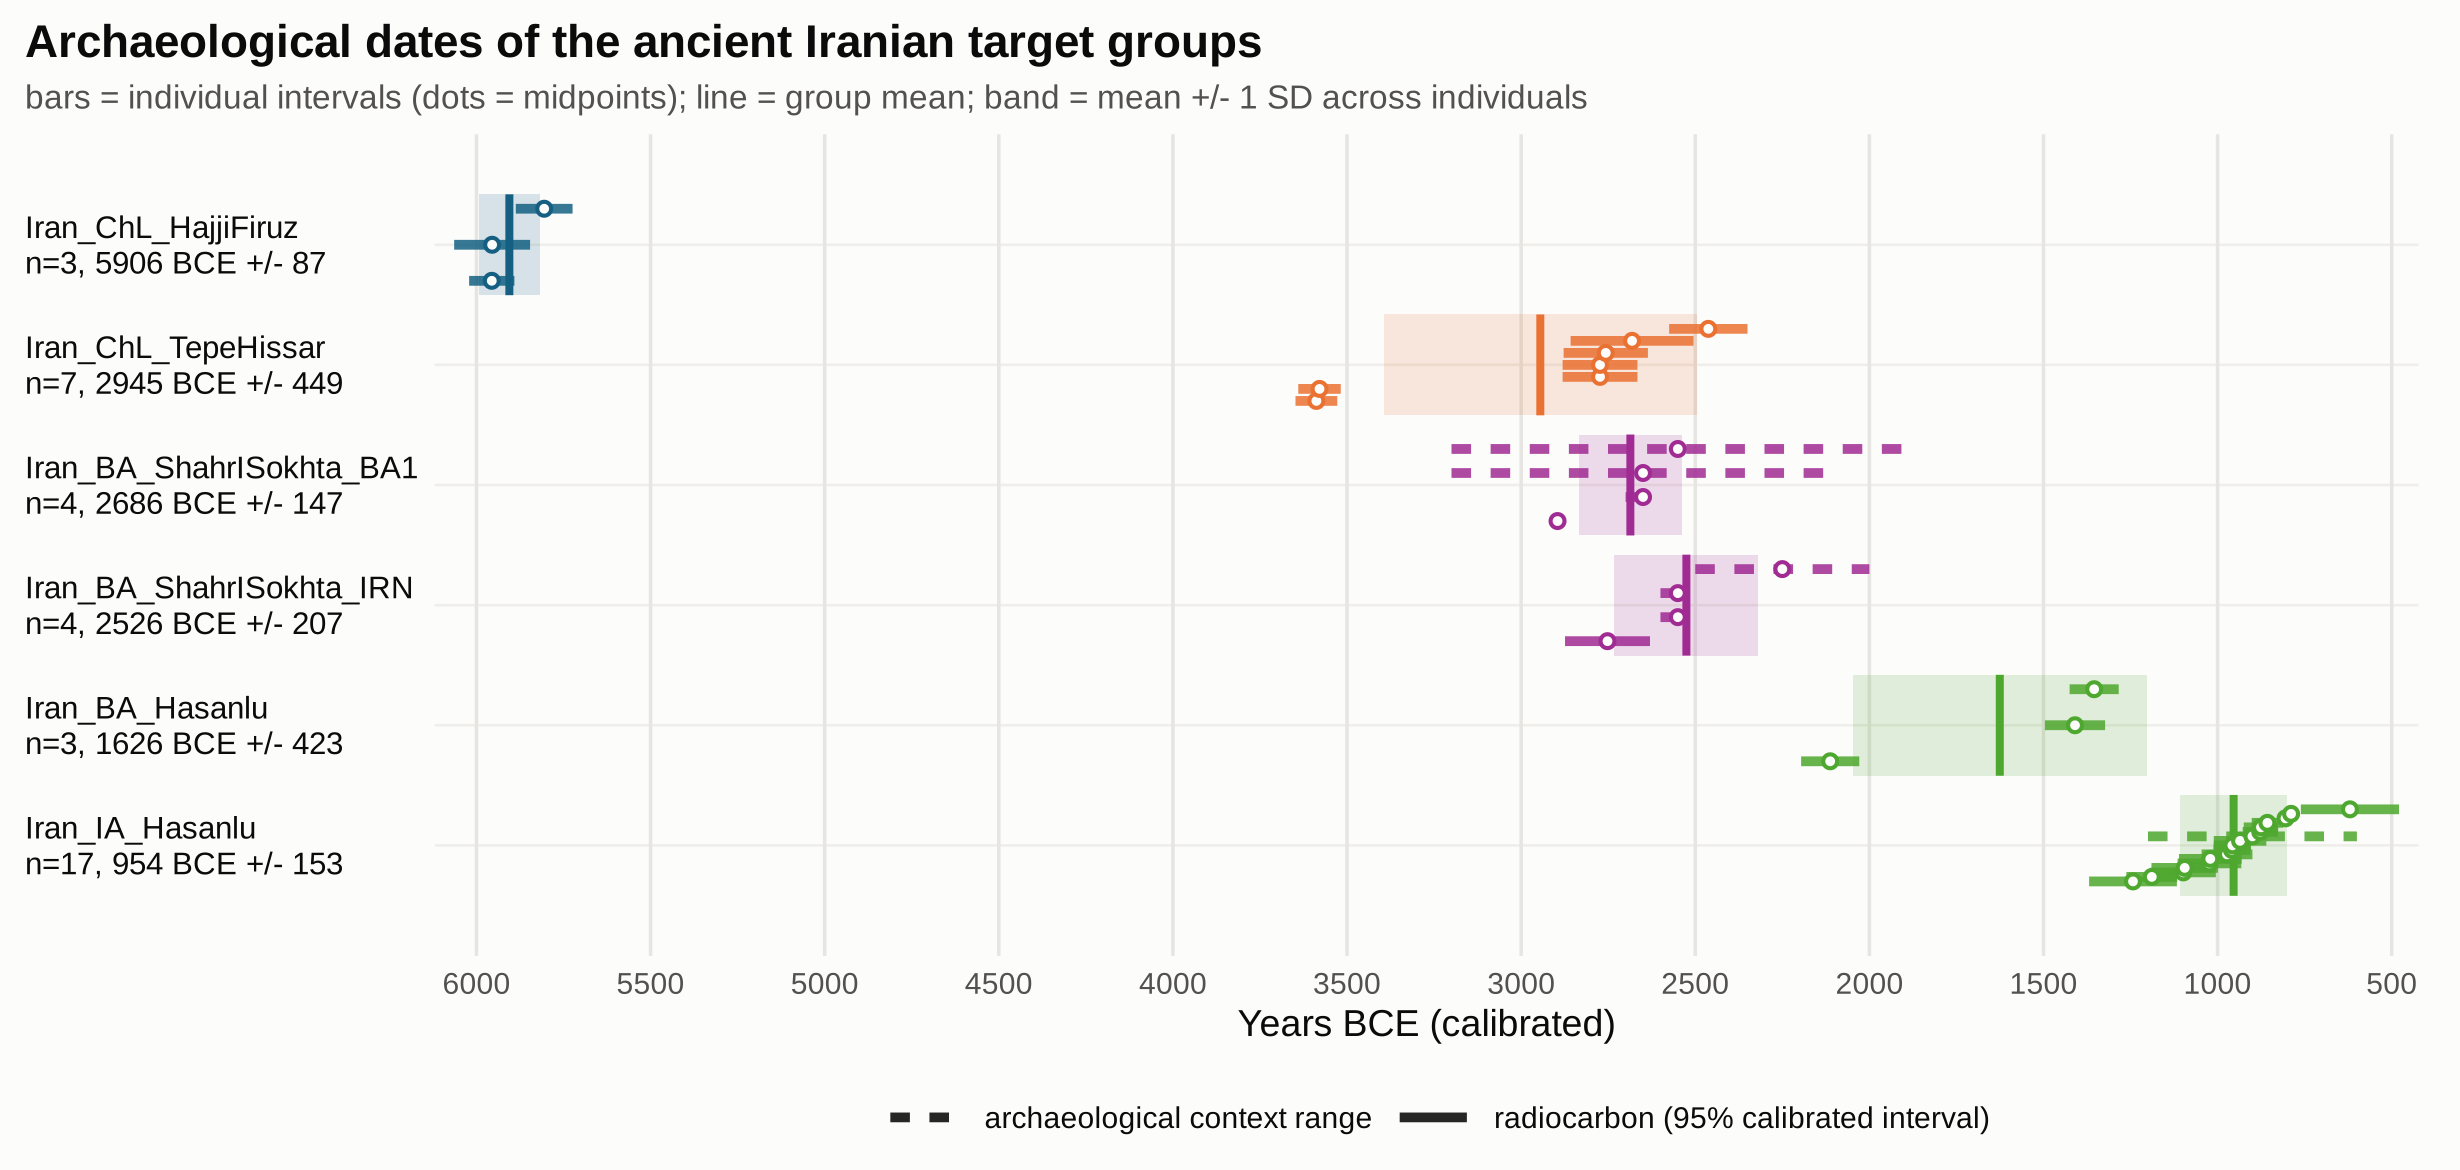 Archaeological dates of the ancient Iranian target groups
bars = individual intervals (dots = midpoints); line = group mean; band = mean +/- 1 SD across individuals
Iran_ChL_HajjiFiruz
n=3, 5906 BCE +/- 87
Iran_ChL_TepeHissar
n=7, 2945 BCE +/- 449
Iran_BA_ShahrISokhta_BA1
n=4, 2686 BCE +/- 147
Iran_BA_ShahrISokhta_IRN
n=4, 2526 BCE +/- 207
Iran_BA_Hasanlu
n=3, 1626 BCE +/- 423
Iran_IA_Hasanlu
n=17, 954 BCE +/- 153
6000 5500 5000 4500 4000 3500 3000 2500 2000 1500 1000 500
Years BCE (calibrated)
archaeological context range radiocarbon (95% calibrated interval)